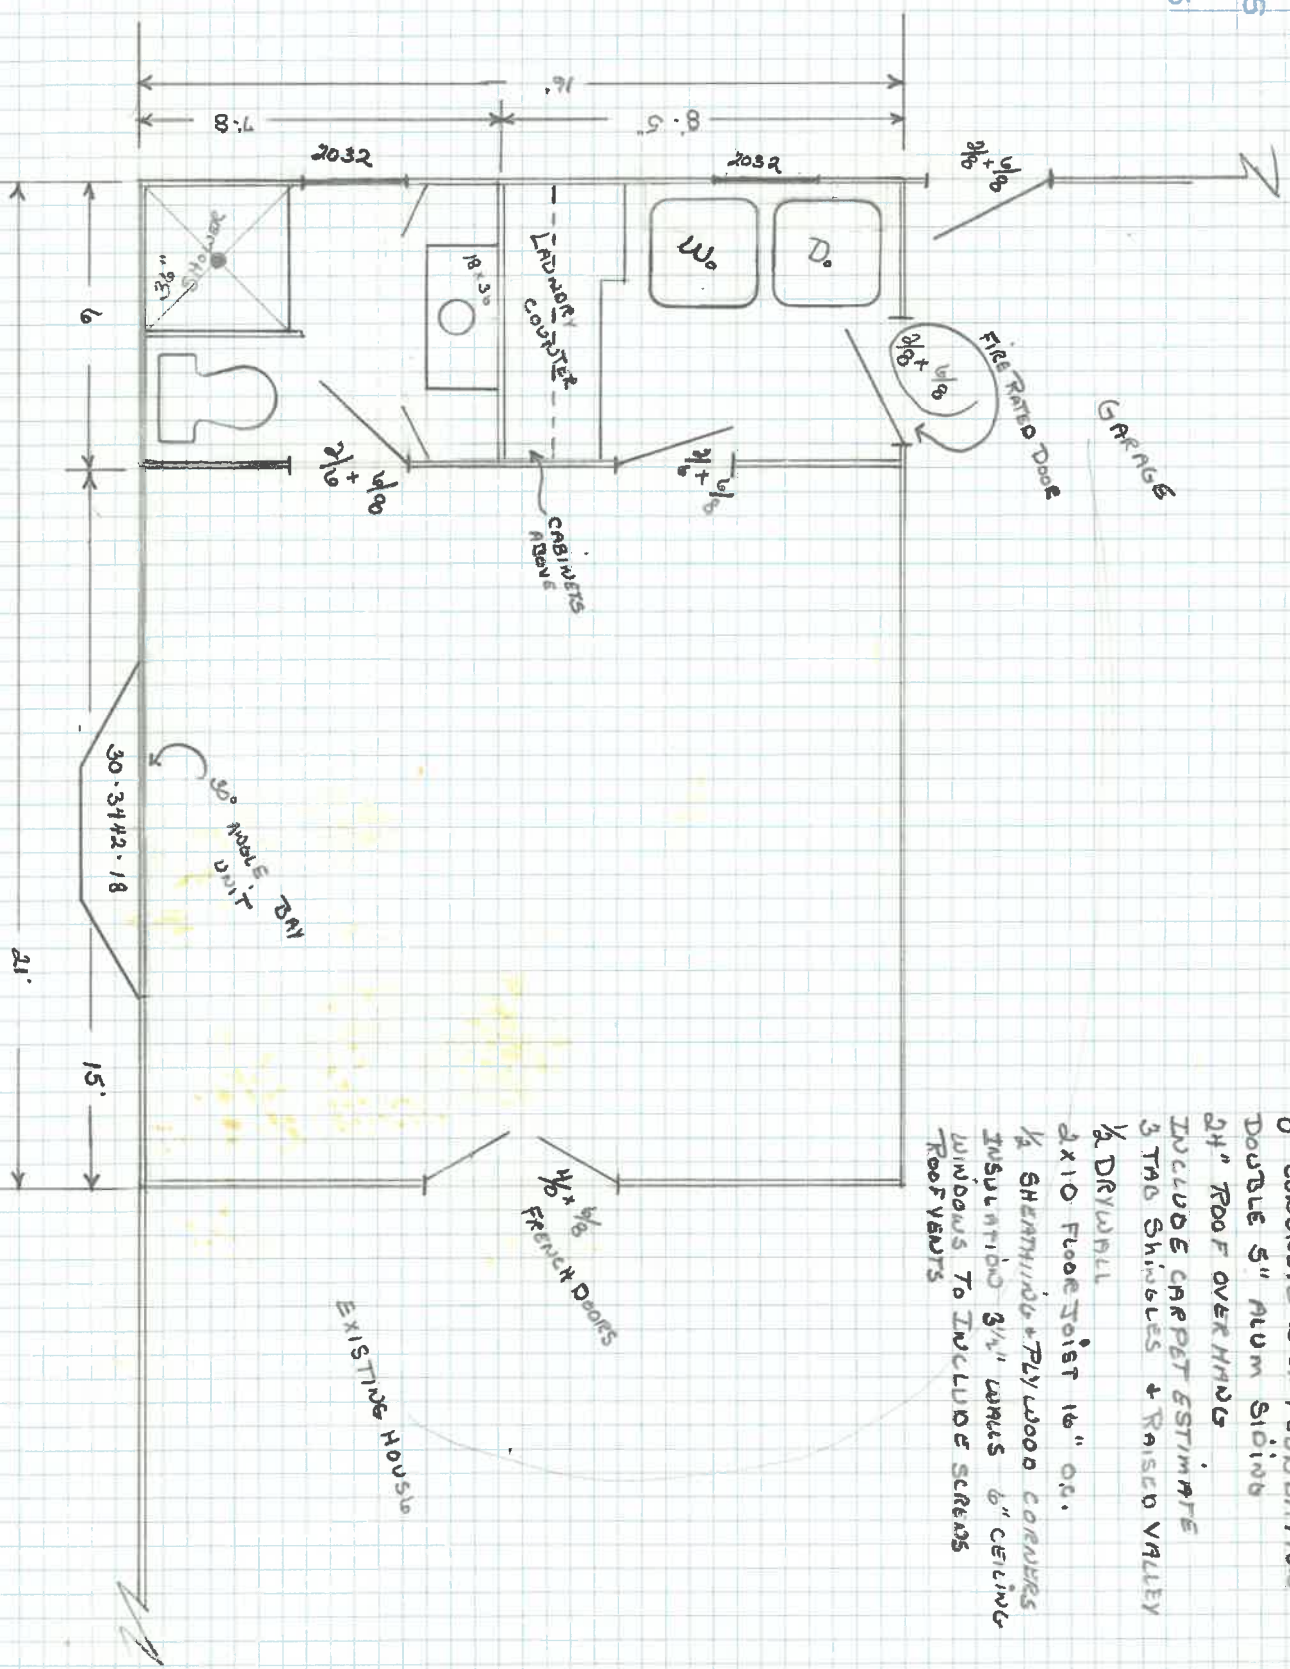 DOUBLE 5" ALUM SIDING
24" ROOF OVERHANG
INCLUDE CARPET ESTIMATE
3 TAB ShINGLES + RAISED VALLEY
1/2 DRYWALL
2x10 FLOOR JOIST 16" O.C.
1/2 SHEATHING + PLYWOOD CORNERS
INSULATION 3 1/2" WALLS 6" CEILING
WINDOWS TO INCLUDE SCREENS
ROOF VENTS
GARAGE
FIRE RATED DOOR
2/8 + 6/8
2/8 + 6/8
16'
8'.5"
7'.8
2032
2032
W.
D.
LAUNDRY
COUNTER
CABINETS
ABOVE
2/6 + 6/8
18 x 36
SHOWER
36"
2/6 + 6/8
6
15'
21'
30° ANGLE BAY
UNIT
30-3442-18
4/0 x 6/8
FRENCH DOORS
EXISTING HOUSE